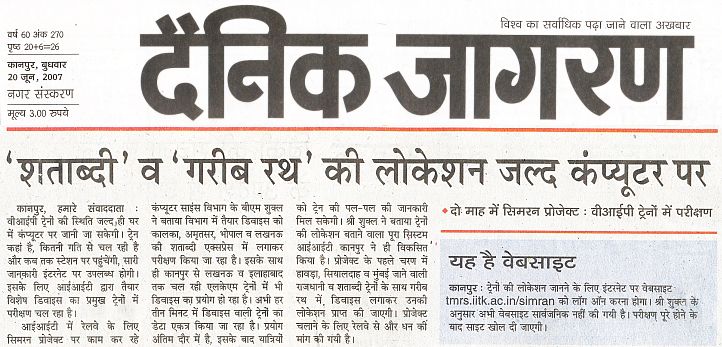 वर्ष 60 अंक 270
पृष्ठ 20+6=26
कानपुर, बुधवार
20 जून, 2007
नगर संस्करण
मूल्य 3.00 रुपये
विश्व का सर्वाधिक पढ़ा जाने वाला अखबार
दैनिक जागरण
'शताब्दी' व 'गरीब रथ' की लोकेशन जल्द कंप्यूटर पर
कानपुर, हमारे संवाददाता :
वीआईपी ट्रेनों की स्थिति जल्द ही घर
में कंप्यूटर पर जानी जा सकेगी। ट्रेन
कहां है, कितनी गति से चल रही है
और कब तक स्टेशन पर पहुंचेगी, सारी
जानकारी इंटरनेट पर उपलब्ध होगी।
इसके लिए आईआईटी द्वारा तैयार
विशेष डिवाइस का प्रमुख ट्रेनों में
परीक्षण चल रहा है।
आईआईटी में रेलवे के लिए
सिमरन प्रोजेक्ट पर काम कर रहे
कंप्यूटर साइंस विभाग के बीएम शुक्ल
ने बताया विभाग में तैयार डिवाइस को
कालका, अमृतसर, भोपाल व लखनऊ
की शताब्दी एक्सप्रेस में लगाकर
परीक्षण किया जा रहा है। इसके साथ
ही कानपुर से लखनऊ व इलाहाबाद
तक चल रही एलकेएम ट्रेनों में भी
डिवाइस का प्रयोग हो रहा है। अभी हर
तीन मिनट में डिवाइस वाली ट्रेनों का
डेटा एकत्र किया जा रहा है। प्रयोग
अंतिम दौर में है, इसके बाद यात्रियों
को ट्रेन की पल-पल की जानकारी
मिल सकेगी। श्री शुक्ल ने बताया ट्रेनों
की लोकेशन बताने वाला पूरा सिस्टम
आईआईटी कानपुर ने ही विकसित
किया है। प्रोजेक्ट के पहले चरण में
हावड़ा, सियालदाह व मुंबई जाने वाली
राजधानी व शताब्दी ट्रेनों के साथ गरीब
रथ में, डिवाइस लगाकर उनकी
लोकेशन प्राप्त की जाएगी। प्रोजेक्ट
चलाने के लिए रेलवे से और धन की
मांग की गयी है।
♦ दो माह में सिमरन प्रोजेक्ट : वीआईपी ट्रेनों में परीक्षण
यह है वेबसाइट
कानपुर : ट्रेनों की लोकेशन जानने के लिए इंटरनेट पर वेबसाइट
tmrs.iitk.ac.in/simran को लॉग ऑन करना होगा। श्री शुक्ल के
अनुसार अभी वेबसाइट सार्वजनिक नहीं की गयी है। परीक्षण पूरे होने के
बाद साइट खोल दी जाएगी।